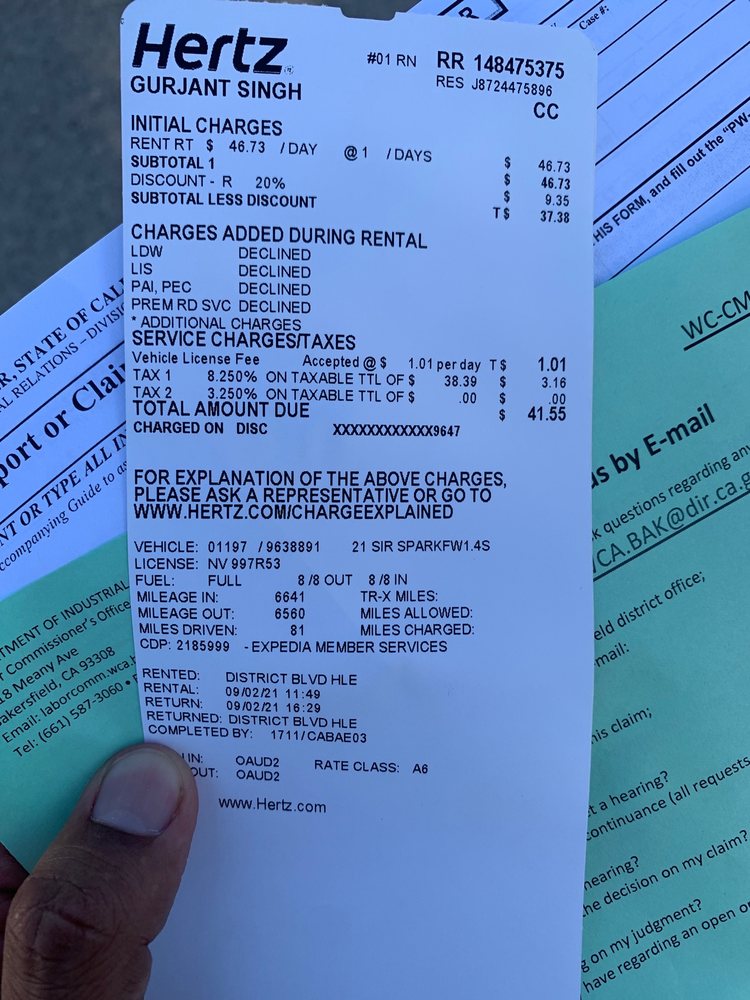 Hertz
#01 RN RR 148475375
RES J8724475896
GURJANT SINGH
CC
INITIAL CHARGES
RENT RT $ 46.73 /DAY @ 1 /DAYS $ 46.73
SUBTOTAL 1 $ 46.73
DISCOUNT - R 20% $ 9.35
SUBTOTAL LESS DISCOUNT T $ 37.38
CHARGES ADDED DURING RENTAL
LDW DECLINED
LIS DECLINED
PAI, PEC DECLINED
PREM RD SVC DECLINED
* ADDITIONAL CHARGES
SERVICE CHARGES/TAXES
Vehicle License Fee Accepted @ $ 1.01 per day T $ 1.01
TAX 1 8.250% ON TAXABLE TTL OF $ 38.39 $ 3.16
TAX 2 3.250% ON TAXABLE TTL OF $ .00 $ .00
TOTAL AMOUNT DUE $ 41.55
CHARGED ON DISC XXXXXXXXXXXX9647
FOR EXPLANATION OF THE ABOVE CHARGES,
PLEASE ASK A REPRESENTATIVE OR GO TO
WWW.HERTZ.COM/CHARGEEXPLAINED
VEHICLE: 01197 / 9638891 21 SIR SPARKFW1.4S
LICENSE: NV 997R53
FUEL: FULL 8 /8 OUT 8 /8 IN
MILEAGE IN: 6641 TR-X MILES:
MILEAGE OUT: 6560 MILES ALLOWED:
MILES DRIVEN: 81 MILES CHARGED:
CDP: 2185999 - EXPEDIA MEMBER SERVICES
RENTED: DISTRICT BLVD HLE
RENTAL: 09/02/21 11:49
RETURN: 09/02/21 16:29
RETURNED: DISTRICT BLVD HLE
COMPLETED BY: 1711/CABAE03
IN: OAUD2 RATE CLASS: A6
OUT: OAUD2
www.Hertz.com
R, STATE OF CAL
AL RELATIONS – DIVISI
port or Clai
NT OR TYPE ALL IN
ccompanying Guide to as
TMENT OF INDUSTRIAL
r Commissioner's Office
18 Meany Ave
akersfield, CA 93308
Email: laborcomm.wca.b
Tel: (661) 587-3060 •
Case #:
HIS FORM, and fill out the "PW-
WC-CM
ds by E-mail
k questions regarding any
CA.BAK@dir.ca.g
eld district office;
mail:
his claim;
t a hearing?
continuance (all requests
hearing?
he decision on my claim?
g on my judgment?
have regarding an open o